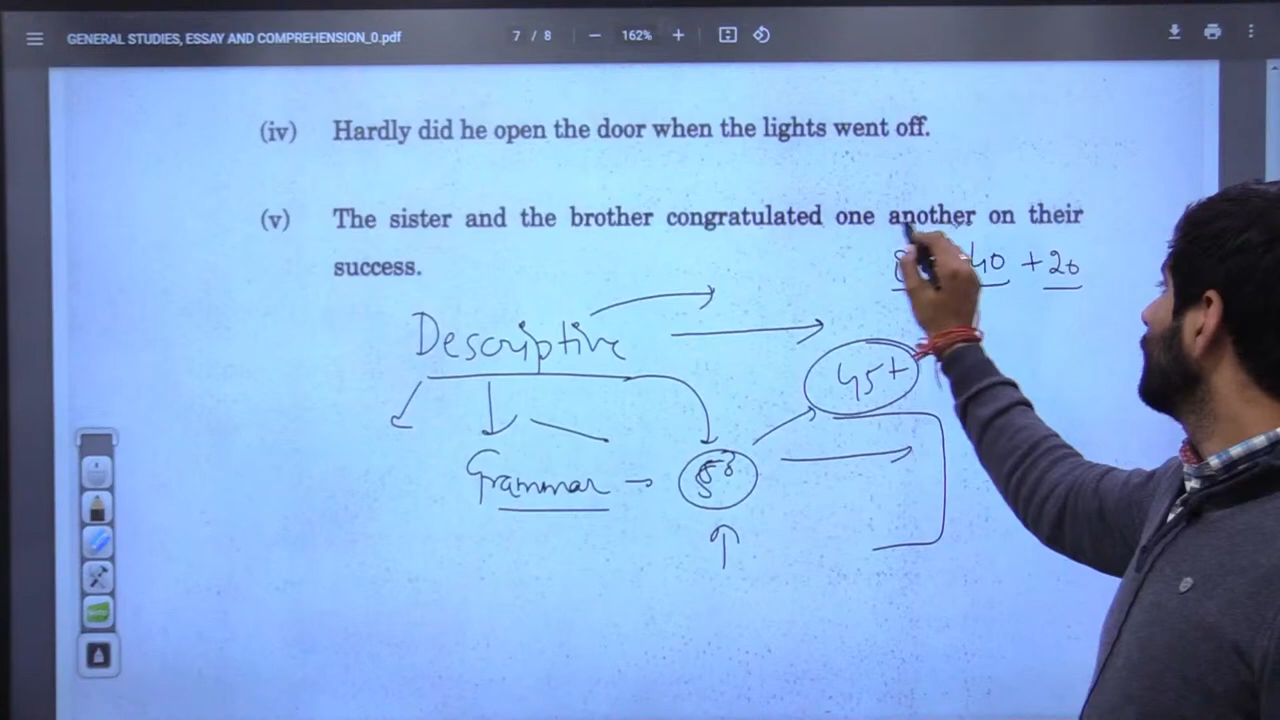 GENERAL STUDIES, ESSAY AND COMPREHENSION_0.pdf 7 / 8 162%
(iv) Hardly did he open the door when the lights went off.
(v) The sister and the brother congratulated one another on their
success.
40 + 20
Descriptive
45+
Grammar